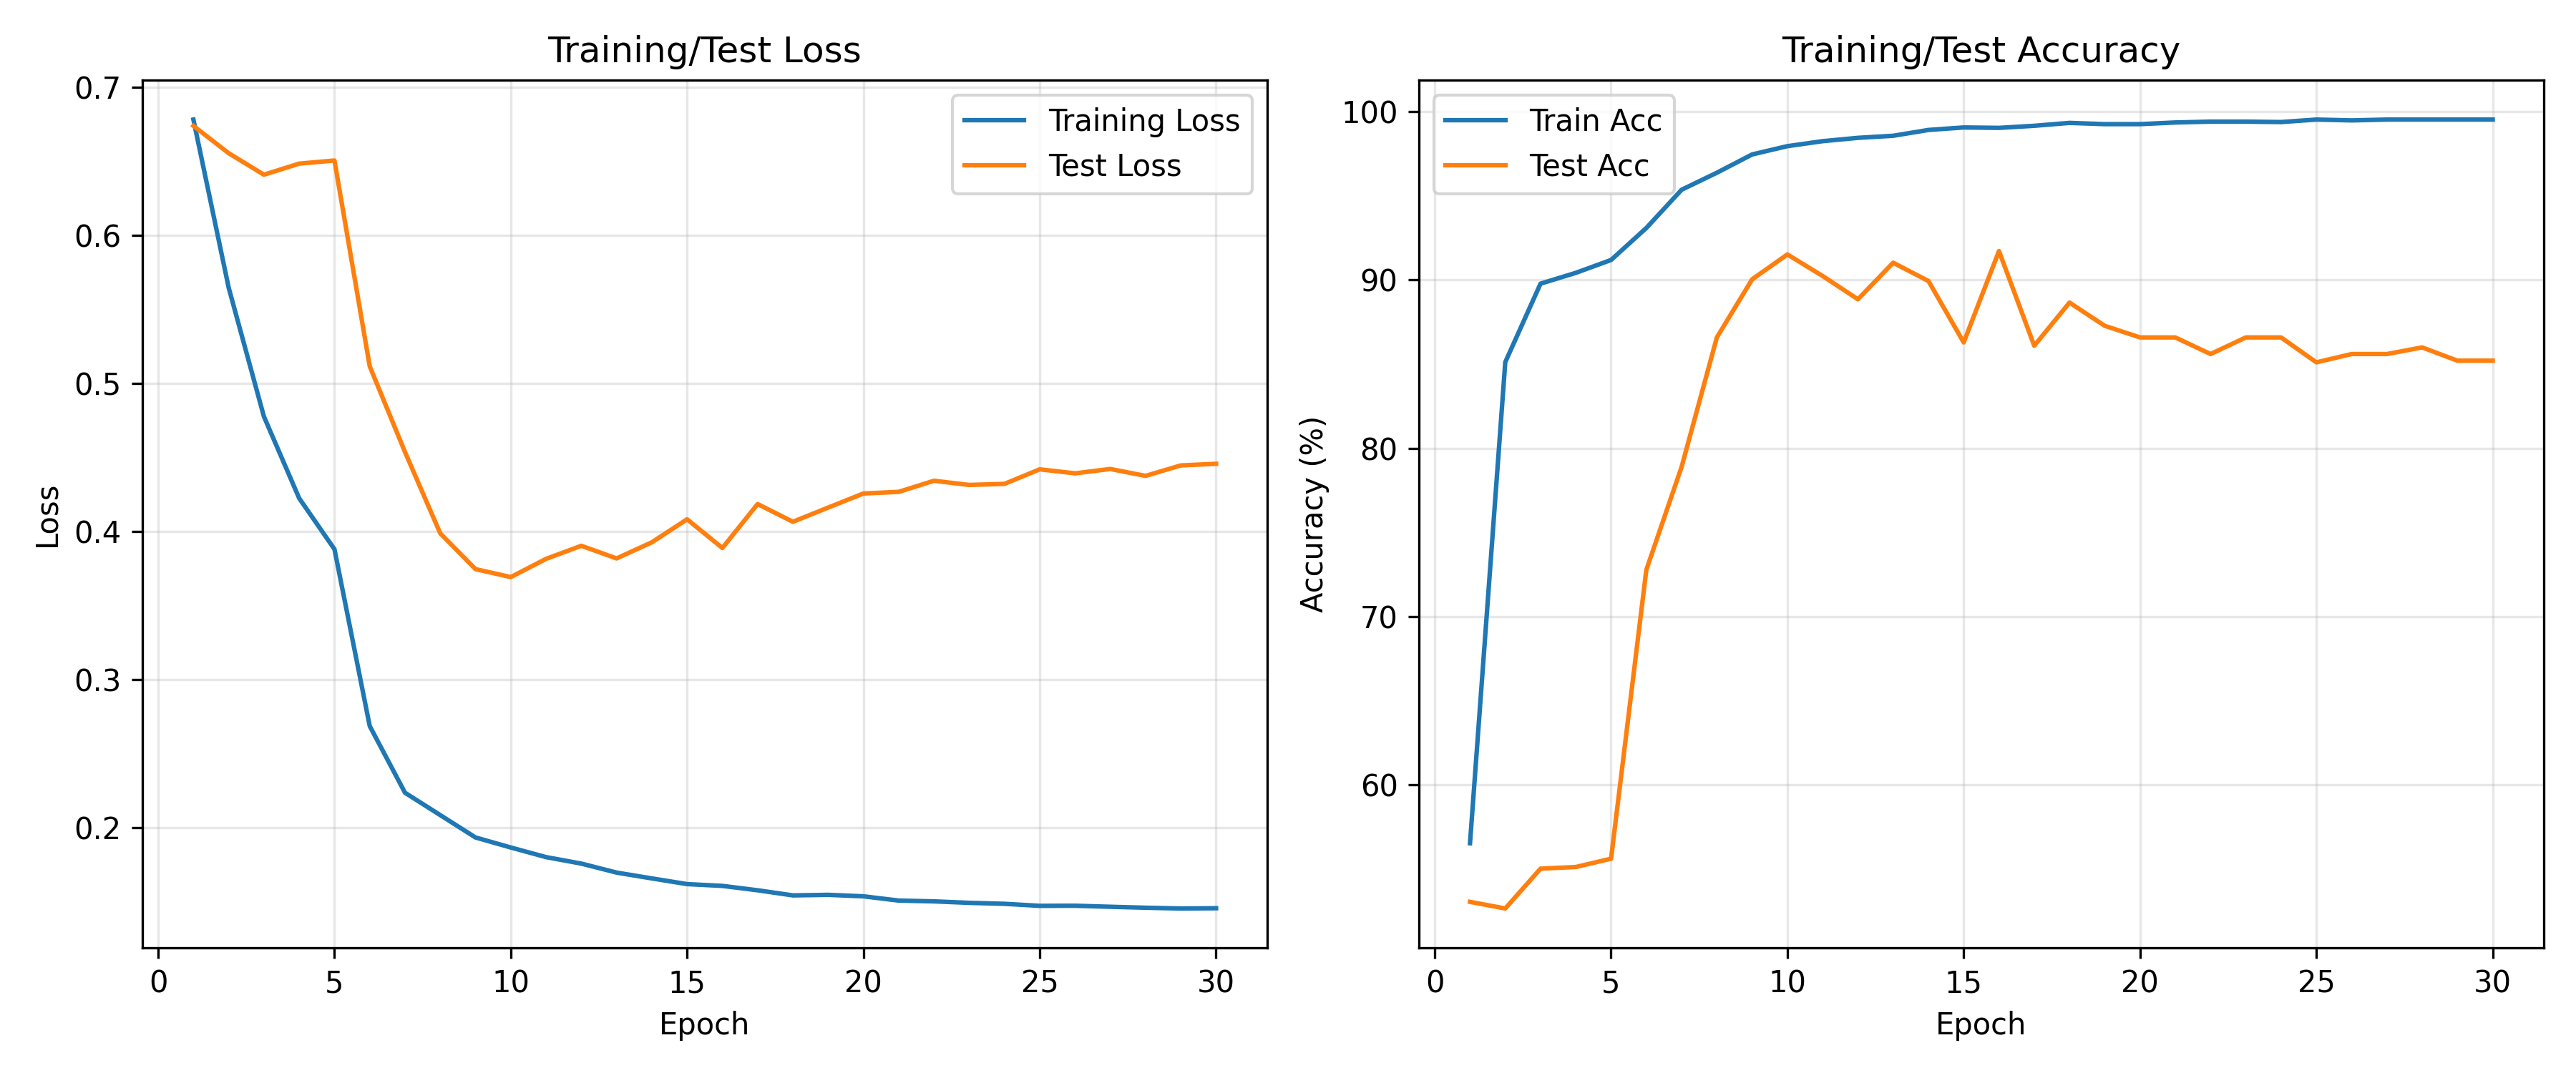 Training/Test Loss
0.7
0.6
0.5
0.4
0.3
0.2
Loss
Training Loss
Test Loss
0 5 10 15 20 25 30
Epoch
Training/Test Accuracy
100
90
80
70
60
Accuracy (%)
Train Acc
Test Acc
0 5 10 15 20 25 30
Epoch